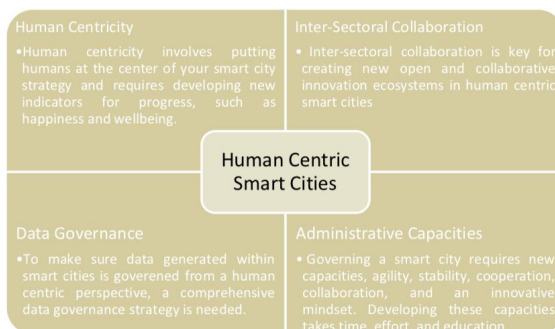 Human Centricity
•Human centricity involves putting
humans at the center of your smart city
strategy and requires developing new
indicators for progress, such as
happiness and wellbeing.
Inter-Sectoral Collaboration
• Inter-sectoral collaboration is key for
creating new open and collaborative
innovation ecosystems in human centric
smart cities
Human Centric
Smart Cities
Data Governance
•To make sure data generated within
smart cities is goverened from a human
centric perspective, a comprehensive
data governance strategy is needed.
Administrative Capacities
• Governing a smart city requires new
capacities, agility, stability, cooperation,
collaboration, and an innovative
mindset. Developing these capacities
takes time, effort, and education